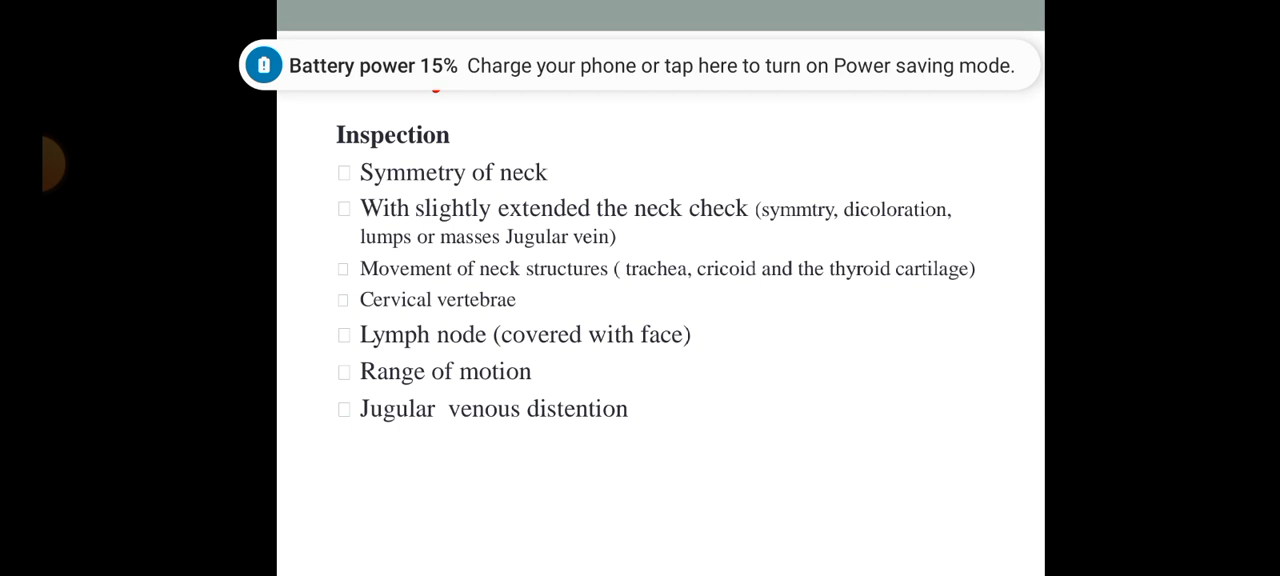 Battery power 15% Charge your phone or tap here to turn on Power saving mode.
Inspection
Symmetry of neck
With slightly extended the neck check (symmtry, dicoloration,
lumps or masses Jugular vein)
Movement of neck structures ( trachea, cricoid and the thyroid cartilage)
Cervical vertebrae
Lymph node (covered with face)
Range of motion
Jugular venous distention